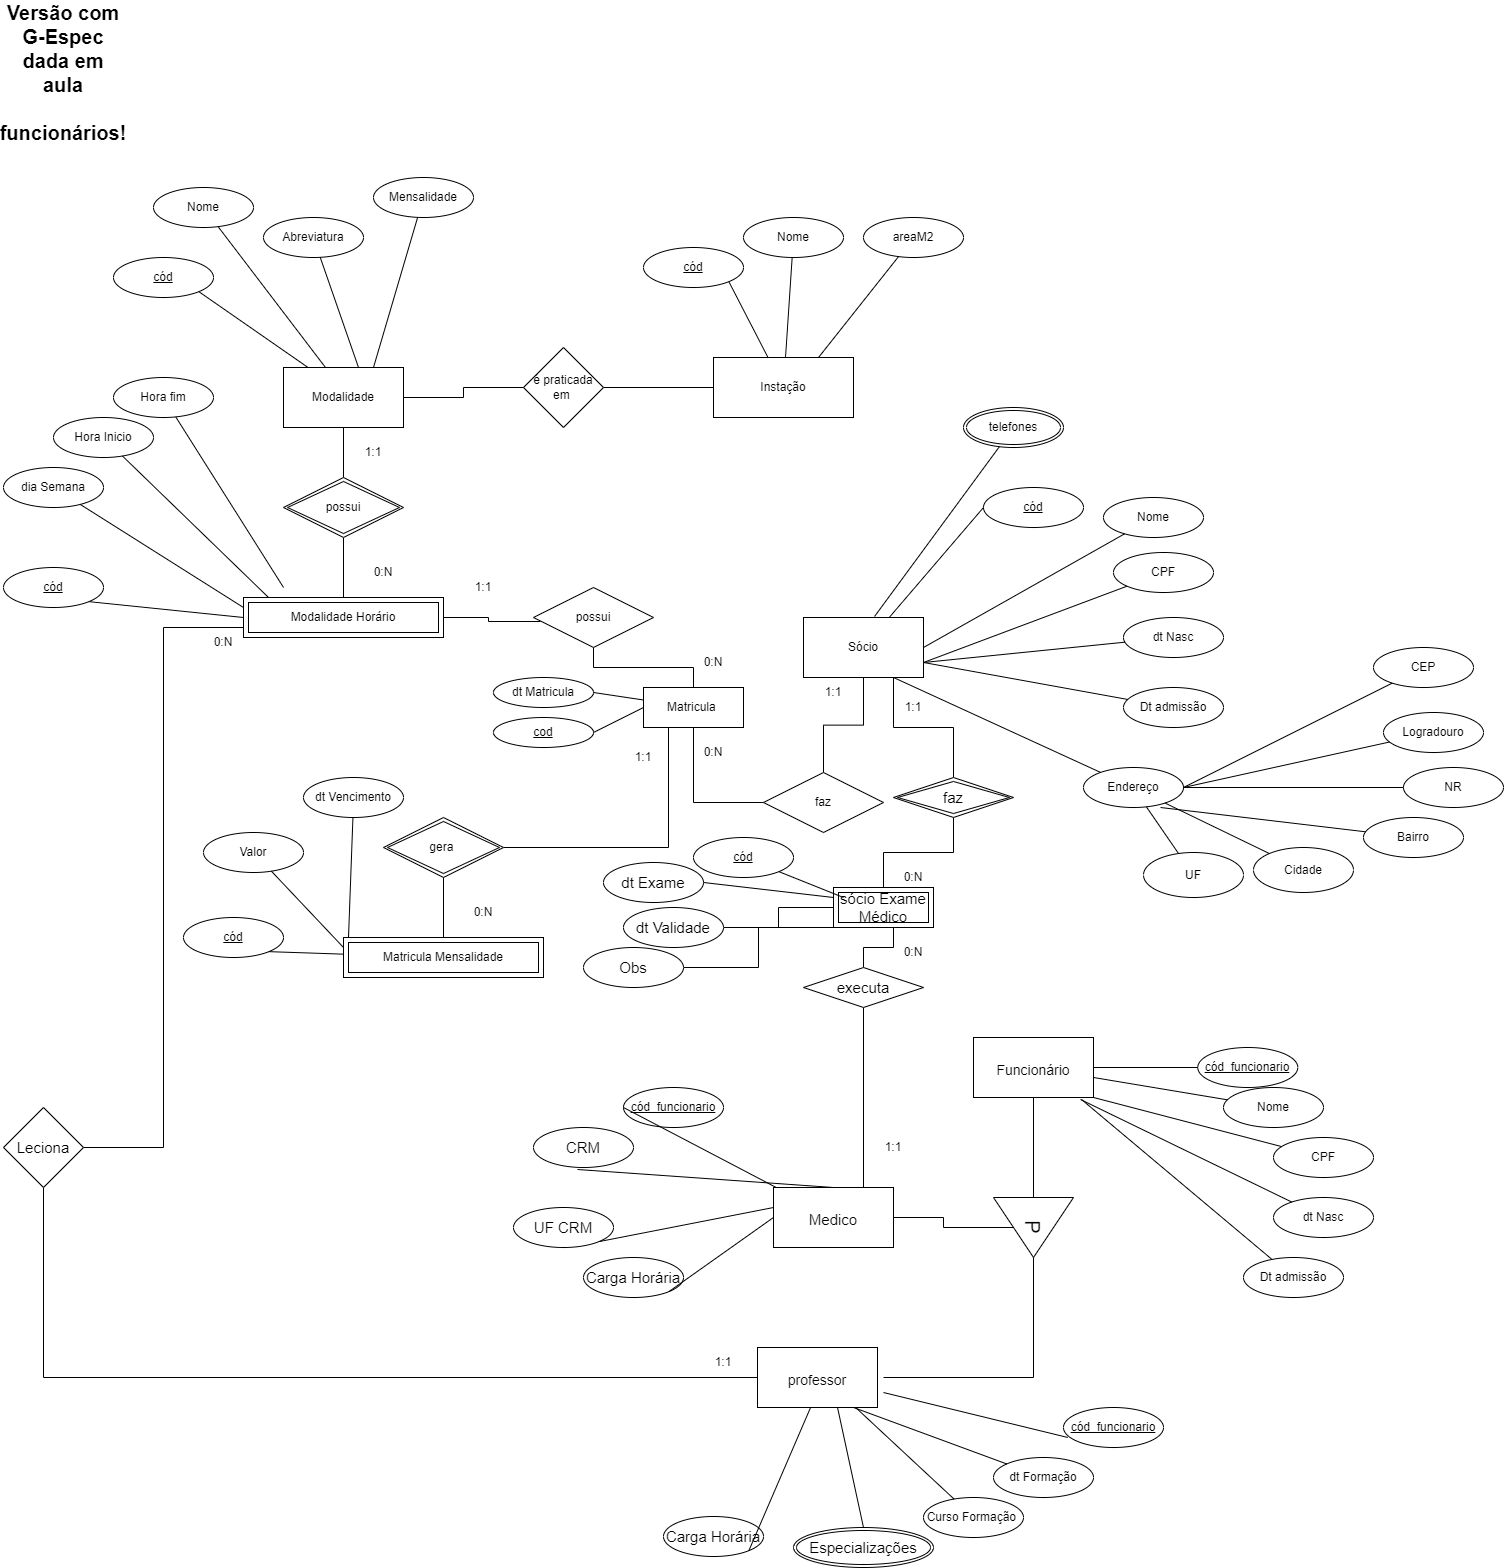 Versão com
G-Espec
dada em
aula
funcionários!
Mensalidade
Nome
Abreviatura
Nome
areaM2
cód
cód
e praticada
em
Instação
Modalidade
Hora fim
telefones
Hora Inicio
1:1
dia Semana
possui
cód
Nome
0:N
CPF
cód
1:1
Modalidade Horário
possui
0:N
dt Nasc
Sócio
0:N
CEP
dt Matricula
1:1
Matricula
1:1
Dt admissão
cod
Logradouro
1:1
0:N
dt Vencimento
Endereço
NR
faz
faz
Bairro
gera
Valor
cód
0:N
UF
Cidade
dt Exame
sócio Exame
Médico
0:N
dt Validade
cód
Matricula Mensalidade
0:N
Obs
executa
Funcionário
cód_funcionario
cód_funcionario
Nome
Leciona
CRM
1:1
CPF
Medico
UF CRM
P
dt Nasc
Carga Horária
Dt admissão
1:1
professor
cód_funcionario
dt Formação
Curso Formação
Carga Horária
Especializações